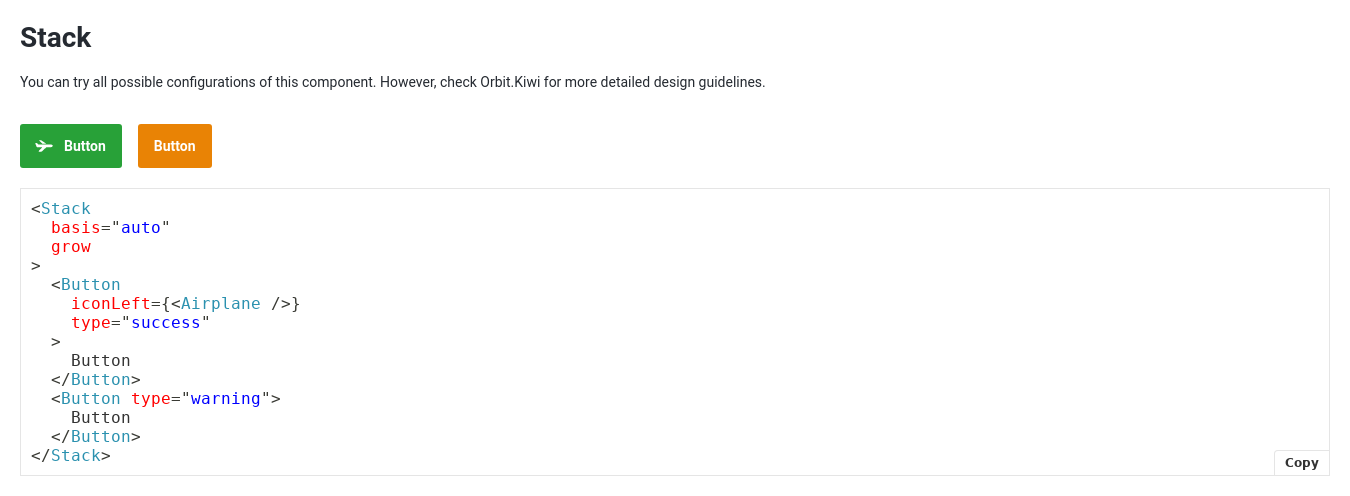 Stack
You can try all possible configurations of this component. However, check Orbit.Kiwi for more detailed design guidelines.
Button Button
<Stack
  basis="auto"
  grow
>
  <Button
    iconLeft={<Airplane />}
    type="success"
  >
    Button
  </Button>
  <Button type="warning">
    Button
  </Button>
</Stack>
Copy